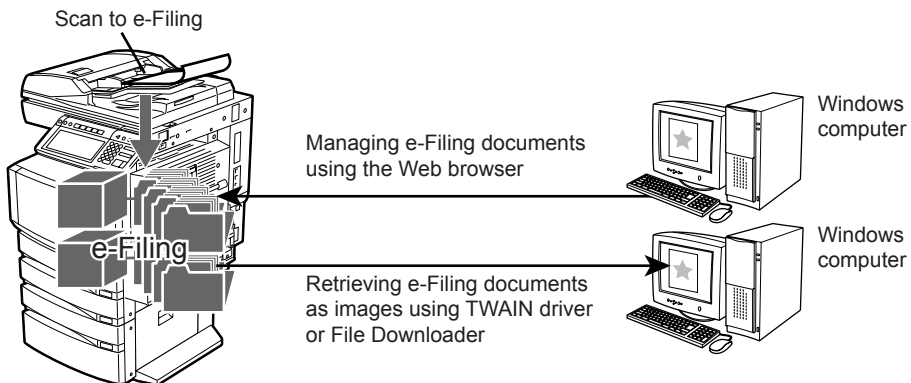 Scan to e-Filing
Managing e-Filing documents
using the Web browser
Windows
computer
e-Filing
Windows
computer
Retrieving e-Filing documents
as images using TWAIN driver
or File Downloader